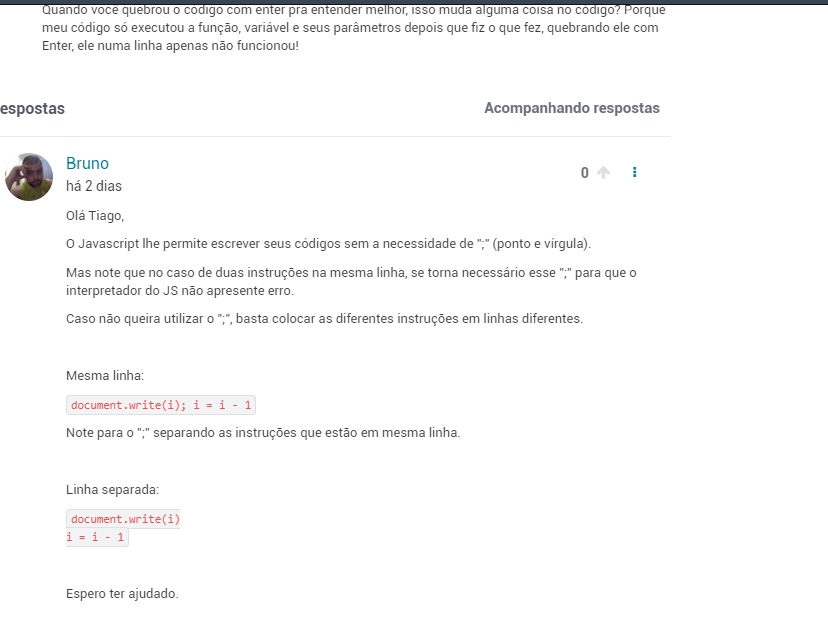 Quando você quebrou o código com enter pra entender melhor, isso muda alguma coisa no código? Porque
meu código só executou a função, variável e seus parâmetros depois que fiz o que fez, quebrando ele com
Enter, ele numa linha apenas não funcionou!
espostas
Acompanhando respostas
Bruno
0
há 2 dias
Olá Tiago,
O Javascript lhe permite escrever seus códigos sem a necessidade de ";" (ponto e vírgula).
Mas note que no caso de duas instruções na mesma linha, se torna necessário esse ";" para que o
interpretador do JS não apresente erro.
Caso não queira utilizar o ";", basta colocar as diferentes instruções em linhas diferentes.
Mesma linha:
document.write(i); i = i - 1
Note para o ";" separando as instruções que estão em mesma linha.
Linha separada:
document.write(i)
i = i - 1
Espero ter ajudado.